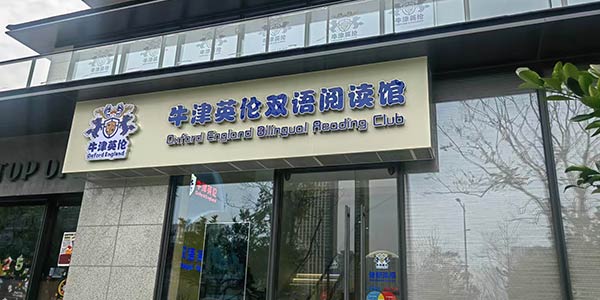 牛津英伦双语阅读馆
Oxford England Bilingual Reading Club
牛津英伦
Oxford England
TOP
牛津英伦